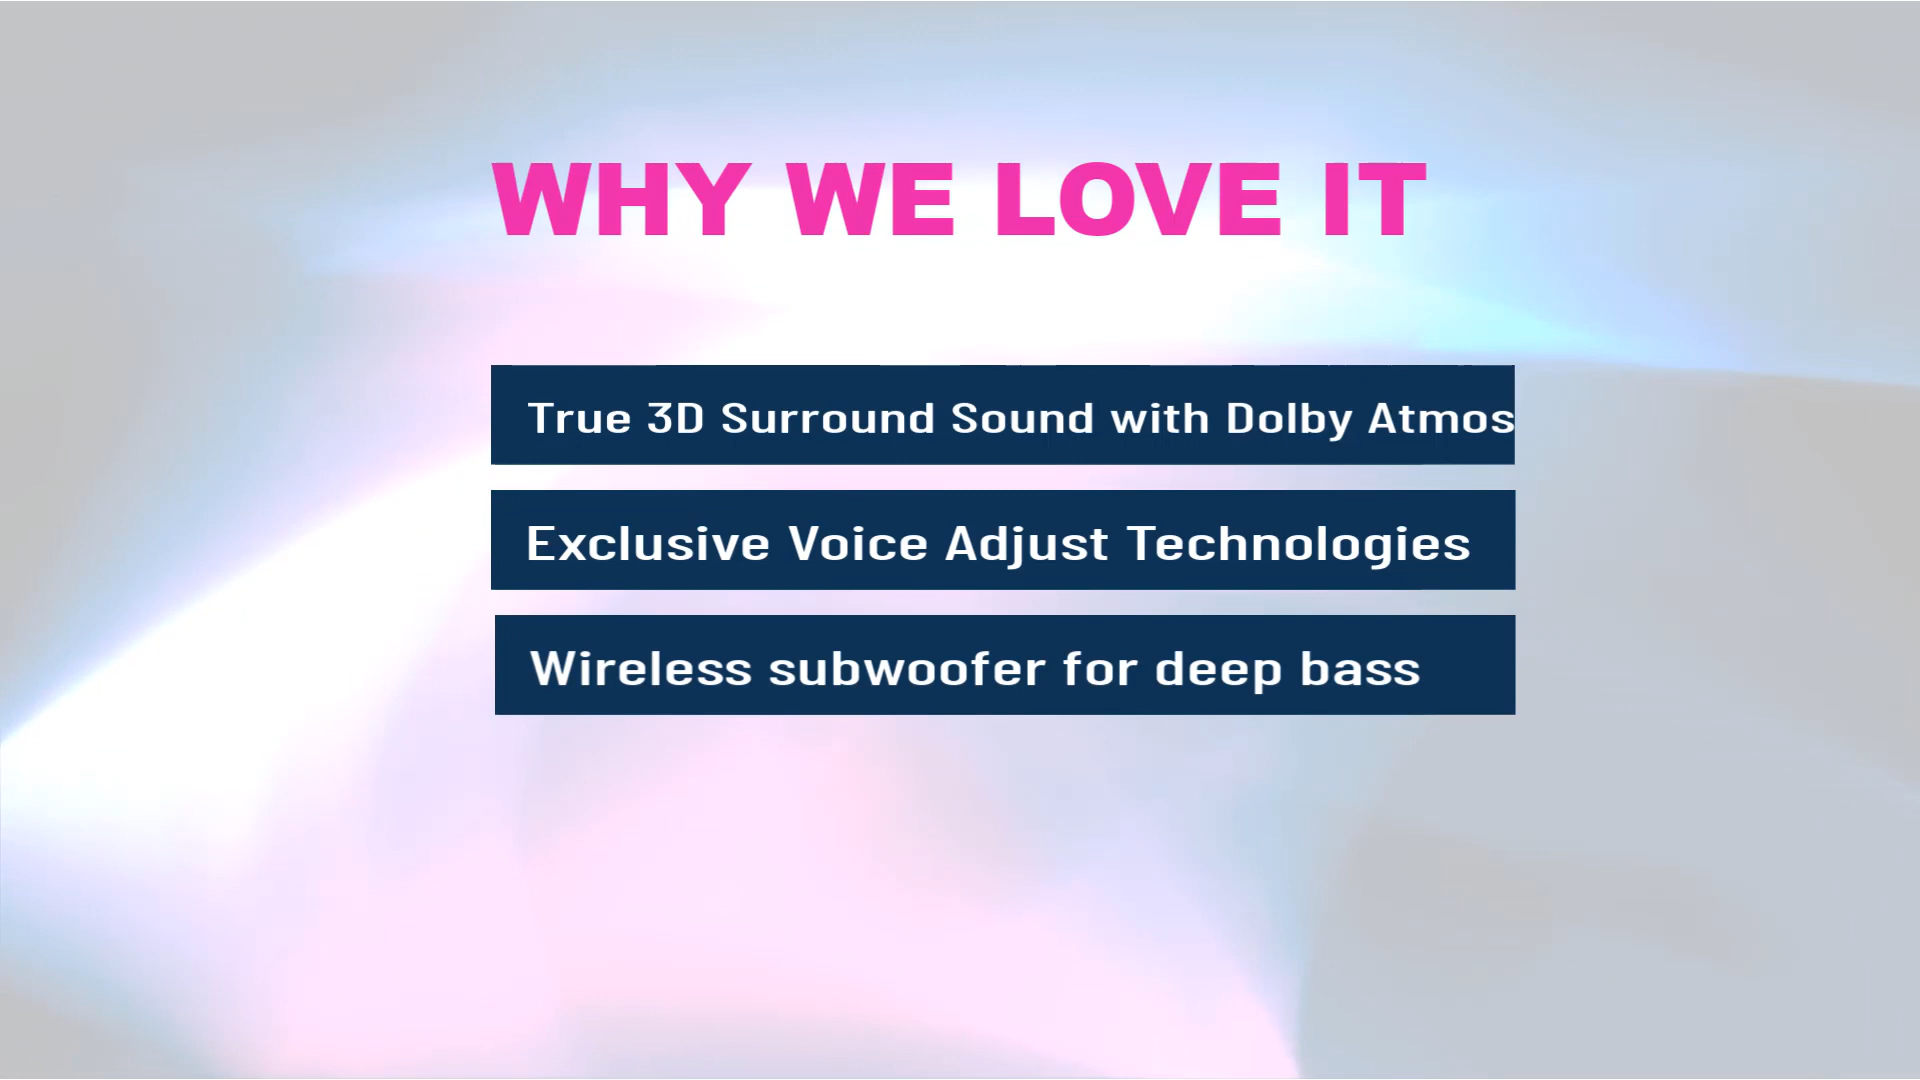 WHY WE LOVE IT
True 3D Surround Sound with Dolby Atmos
Exclusive Voice Adjust Technologies
Wireless subwoofer for deep bass